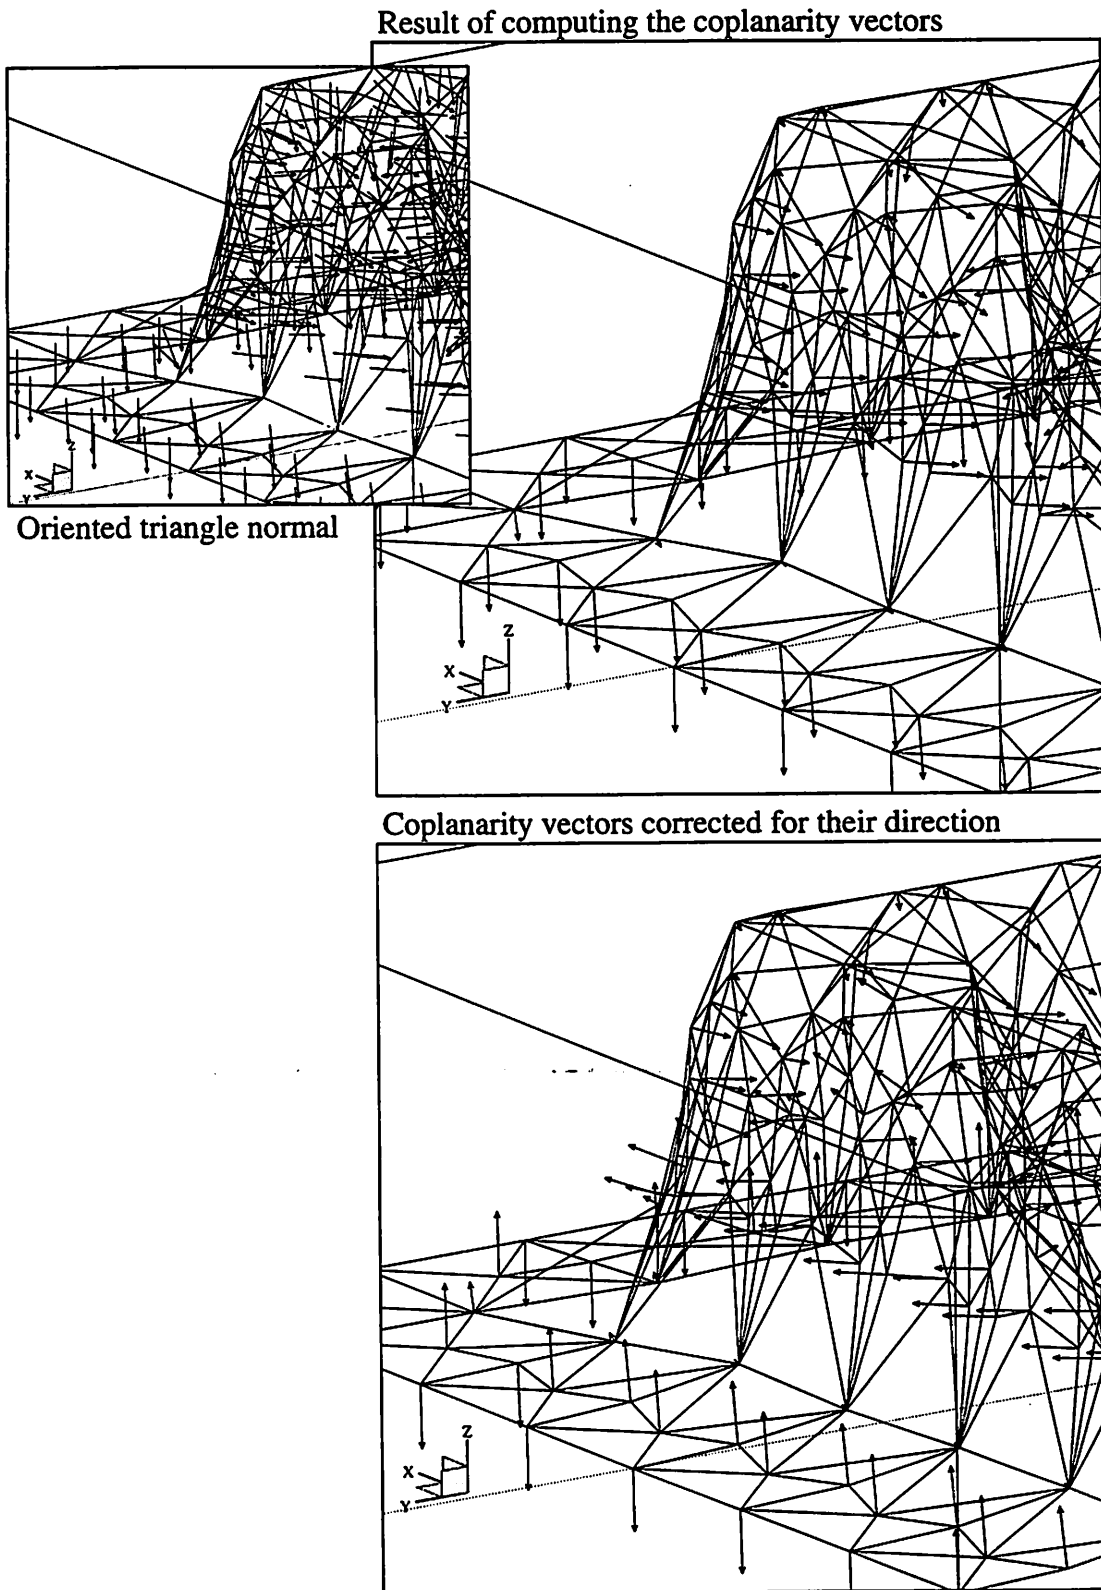 Result of computing the coplanarity vectors
Z
X
Y
Oriented triangle normal
Z
X
Y
Coplanarity vectors corrected for their direction
Z
X
Y